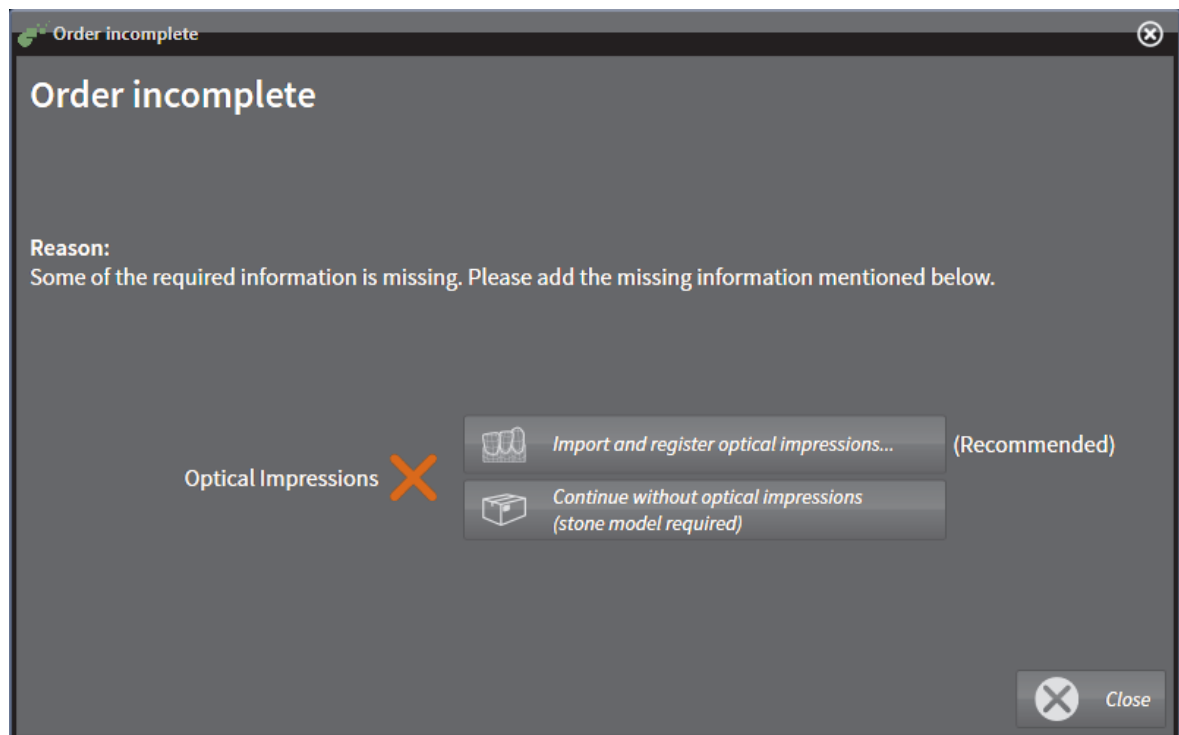 Order incomplete
Order incomplete
Reason:
Some of the required information is missing. Please add the missing information mentioned below.
Optical Impressions
Import and register optical impressions...
(Recommended)
Continue without optical impressions
(stone model required)
Close